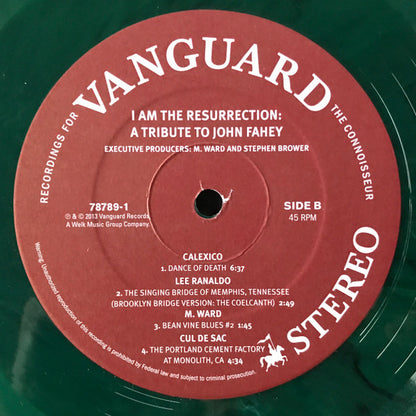 RECORDINGS FOR VANGUARD THE CONNOISSEUR
I AM THE RESURRECTION:
A TRIBUTE TO JOHN FAHEY
EXECUTIVE PRODUCERS: M. WARD AND STEPHEN BROWER
78789-1
℗ & © 2013 Vanguard Records,
A Welk Music Group Company.
SIDE B
45 RPM
CALEXICO
1. DANCE OF DEATH 6:37
LEE RANALDO
2. THE SINGING BRIDGE OF MEMPHIS, TENNESSEE
(BROOKLYN BRIDGE VERSION: THE COELCANTH) 2:49
M. WARD
3. BEAN VINE BLUES #2 1:45
CUL DE SAC
4. THE PORTLAND CEMENT FACTORY
AT MONOLITH, CA 4:34
STEREO
Warning: Unauthorized reproduction of this recording is prohibited by Federal law and subject to criminal prosecution.